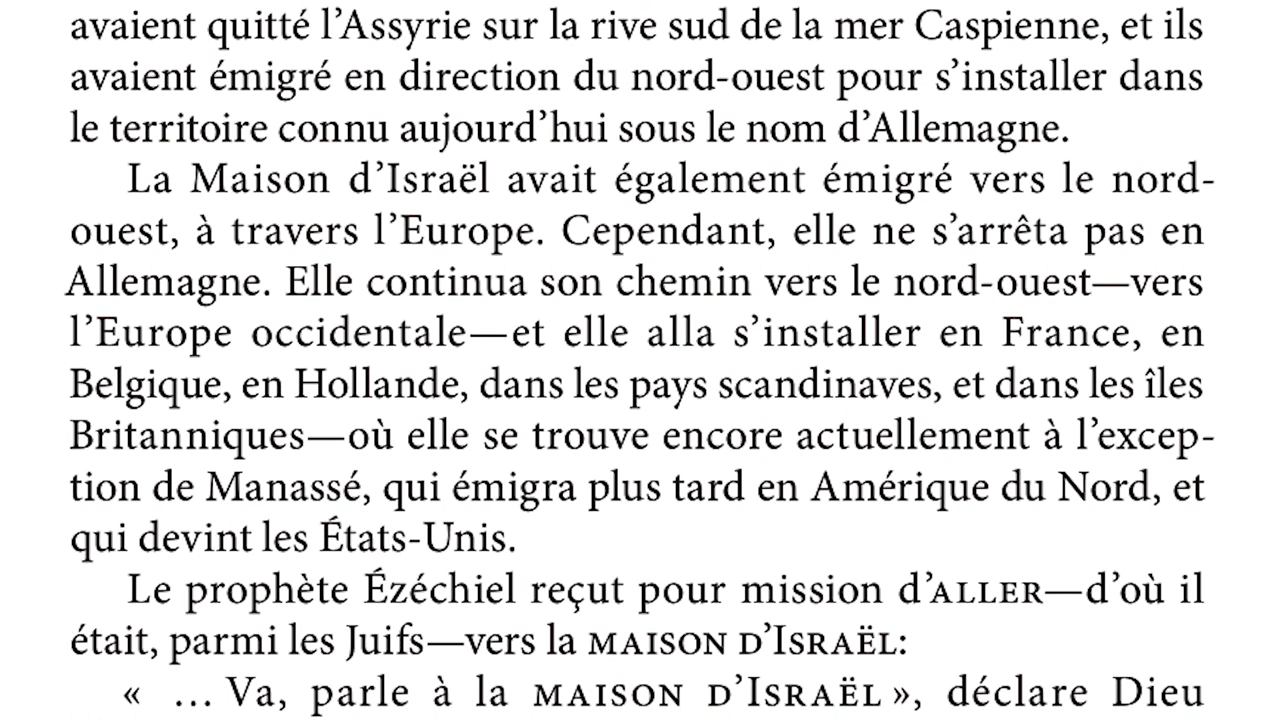 avaient quitté l’Assyrie sur la rive sud de la mer Caspienne, et ils
avaient émigré en direction du nord-ouest pour s’installer dans
le territoire connu aujourd’hui sous le nom d’Allemagne.
La Maison d’Israël avait également émigré vers le nord-
ouest, à travers l’Europe. Cependant, elle ne s’arrêta pas en
Allemagne. Elle continua son chemin vers le nord-ouest—vers
l’Europe occidentale—et elle alla s’installer en France, en
Belgique, en Hollande, dans les pays scandinaves, et dans les îles
Britanniques—où elle se trouve encore actuellement à l’excep-
tion de Manassé, qui émigra plus tard en Amérique du Nord, et
qui devint les États-Unis.
Le prophète Ézéchiel reçut pour mission d’ALLER—d’où il
était, parmi les Juifs—vers la MAISON D’ISRAËL:
« … Va, parle à la MAISON D’ISRAËL », déclare Dieu